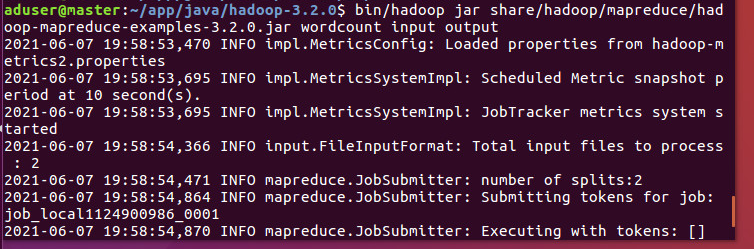 aduser@master:~/app/java/hadoop-3.2.0$ bin/hadoop jar share/hadoop/mapreduce/had
oop-mapreduce-examples-3.2.0.jar wordcount input output
2021-06-07 19:58:53,470 INFO impl.MetricsConfig: Loaded properties from hadoop-m
etrics2.properties
2021-06-07 19:58:53,695 INFO impl.MetricsSystemImpl: Scheduled Metric snapshot p
eriod at 10 second(s).
2021-06-07 19:58:53,695 INFO impl.MetricsSystemImpl: JobTracker metrics system s
tarted
2021-06-07 19:58:54,366 INFO input.FileInputFormat: Total input files to process
 : 2
2021-06-07 19:58:54,471 INFO mapreduce.JobSubmitter: number of splits:2
2021-06-07 19:58:54,864 INFO mapreduce.JobSubmitter: Submitting tokens for job:
job_local1124900986_0001
2021-06-07 19:58:54,870 INFO mapreduce.JobSubmitter: Executing with tokens: []